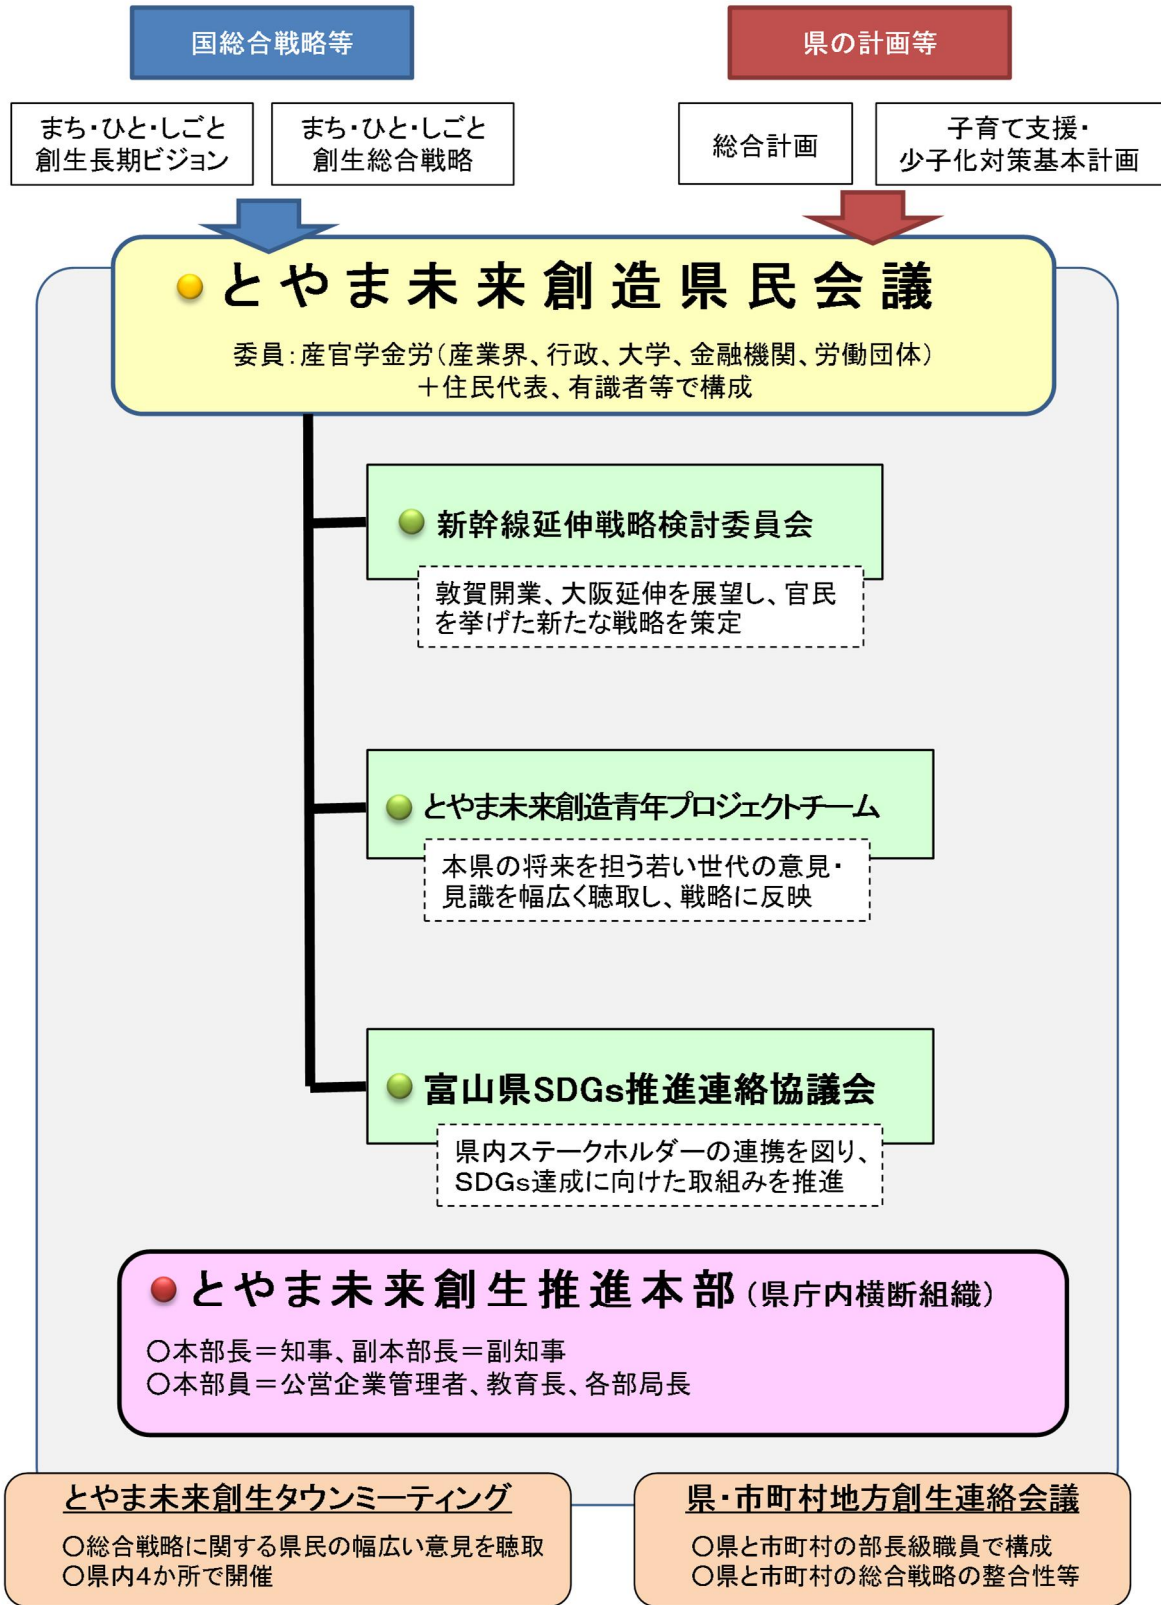 国総合戦略等
県の計画等
まち・ひと・しごと
創生長期ビジョン
まち・ひと・しごと
創生総合戦略
総合計画
子育て支援・
少子化対策基本計画
とやま未来創造県民会議
委員:産官学金労(産業界、行政、大学、金融機関、労働団体)
+住民代表、有識者等で構成
新幹線延伸戦略検討委員会
敦賀開業、大阪延伸を展望し、官民
を挙げた新たな戦略を策定
とやま未来創造青年プロジェクトチーム
本県の将来を担う若い世代の意見・
見識を幅広く聴取し、戦略に反映
富山県SDGs推進連絡協議会
県内ステークホルダーの連携を図り、
SDGs達成に向けた取組みを推進
とやま未来創生推進本部(県庁内横断組織)
○本部長=知事、副本部長=副知事
○本部員=公営企業管理者、教育長、各部局長
とやま未来創生タウンミーティング
○総合戦略に関する県民の幅広い意見を聴取
○県内4か所で開催
県・市町村地方創生連絡会議
○県と市町村の部長級職員で構成
○県と市町村の総合戦略の整合性等